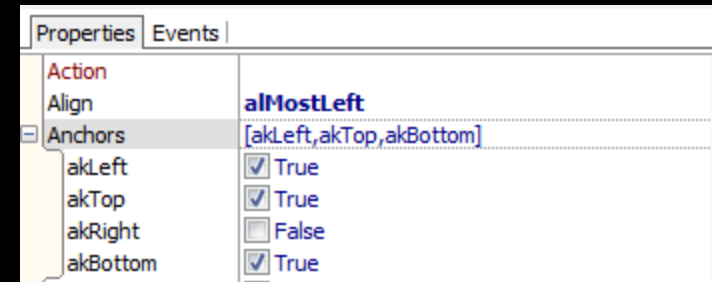 Properties Events
Action
Align alMostLeft
Anchors [akLeft,akTop,akBottom]
akLeft True
akTop True
akRight False
akBottom True